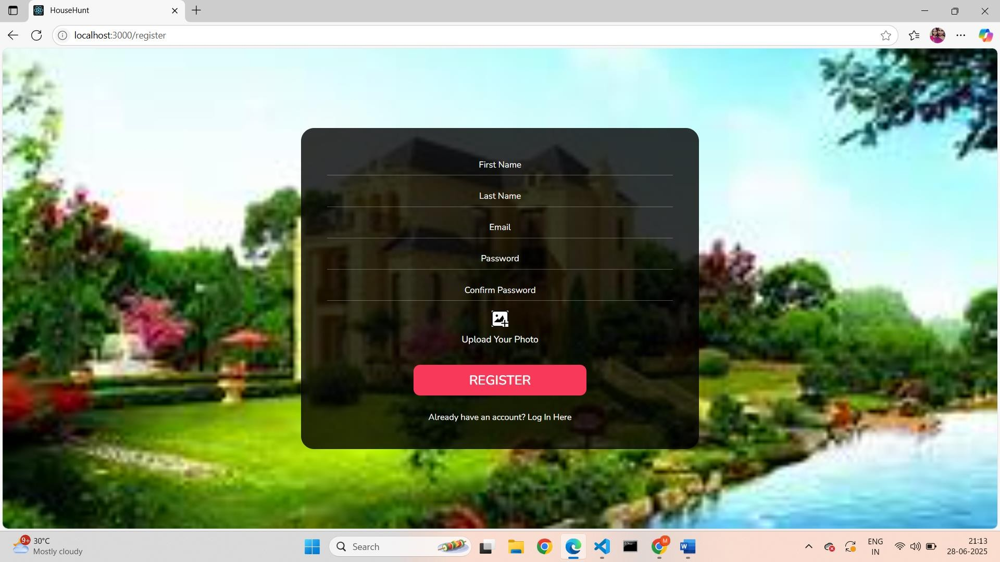 HouseHunt
localhost:3000/register
First Name
Last Name
Email
Password
Confirm Password
Upload Your Photo
REGISTER
Already have an account? Log In Here
9+
30°C
Mostly cloudy
Search
M
W
ENG
IN
21:13
28-06-2025